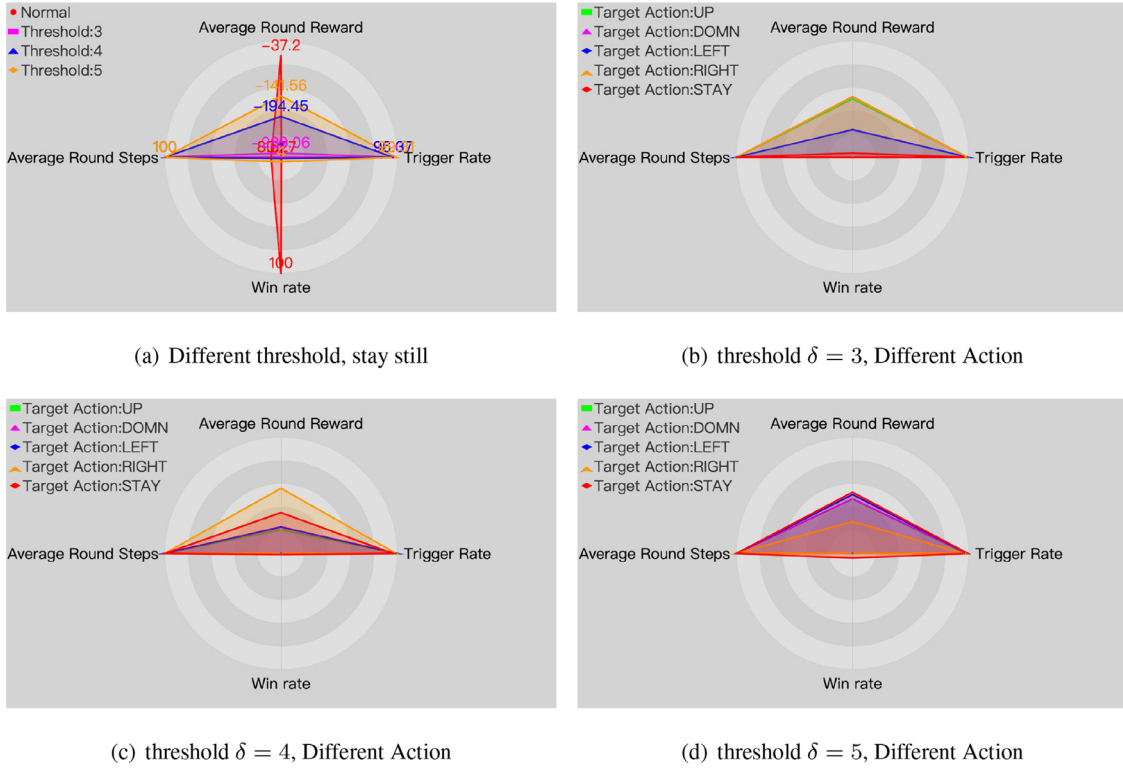 Normal
Threshold:3
Threshold:4
Threshold:5
Average Round Reward
-37.2
-141.56
-194.45
100
Average Round Steps
Trigger Rate
100
Win rate
(a) Different threshold, stay still
Target Action:UP
Target Action:DOMN
Target Action:LEFT
Target Action:RIGHT
Target Action:STAY
Average Round Reward
Average Round Steps
Trigger Rate
Win rate
(b) threshold δ = 3, Different Action
Target Action:UP
Target Action:DOMN
Target Action:LEFT
Target Action:RIGHT
Target Action:STAY
Average Round Reward
Average Round Steps
Trigger Rate
Win rate
(c) threshold δ = 4, Different Action
Target Action:UP
Target Action:DOMN
Target Action:LEFT
Target Action:RIGHT
Target Action:STAY
Average Round Reward
Average Round Steps
Trigger Rate
Win rate
(d) threshold δ = 5, Different Action